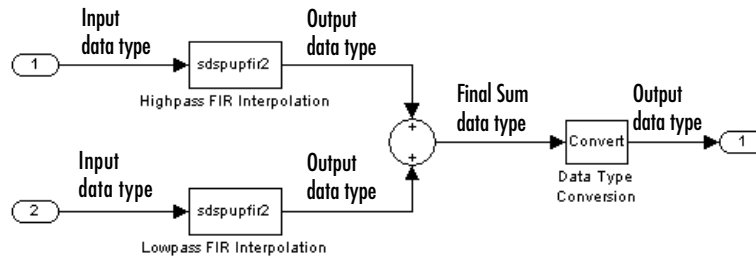 Input
data type
Output
data type
1
sdspupfir2
Highpass FIR Interpolation
+
+
Final Sum
data type
Convert
Output
data type
1
Data Type
Conversion
Input
data type
Output
data type
2
sdspupfir2
Lowpass FIR Interpolation